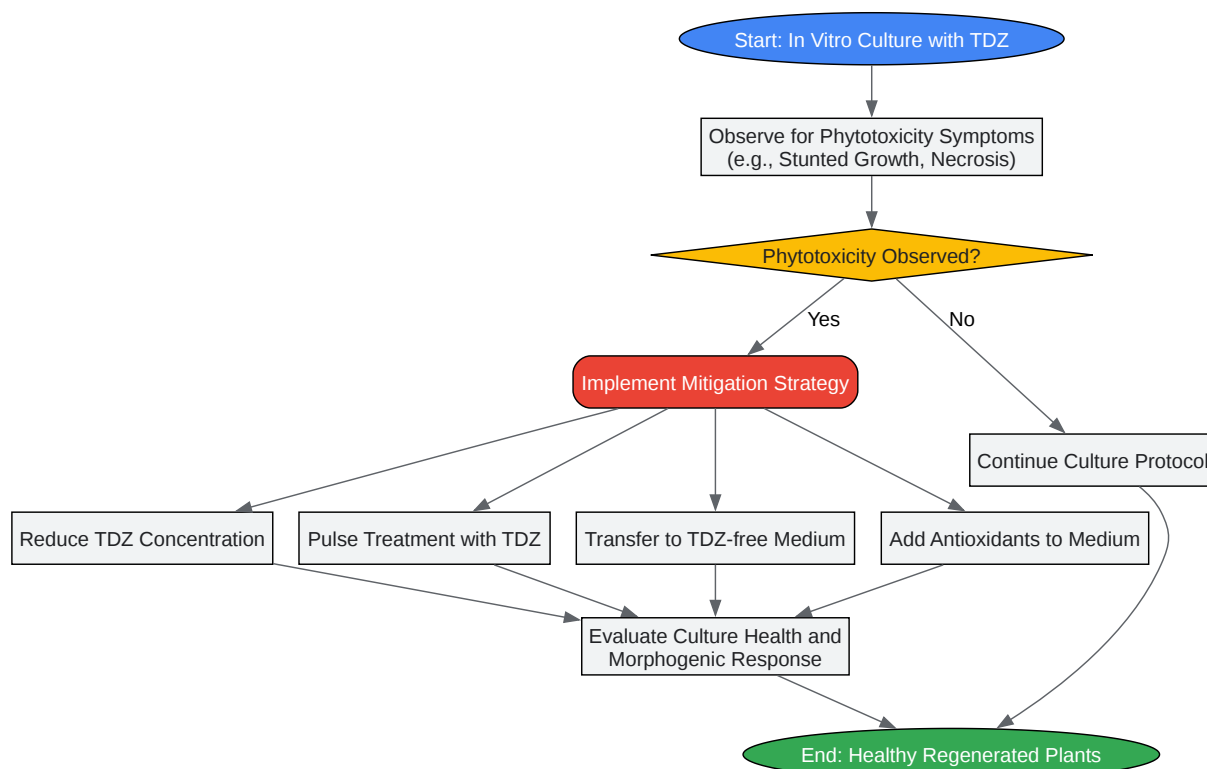 Start: In Vitro Culture with TDZ
Observe for Phytotoxicity Symptoms
(e.g., Stunted Growth, Necrosis)
Phytotoxicity Observed?
Yes
No
Implement Mitigation Strategy
Continue Culture Protocol
Reduce TDZ Concentration
Pulse Treatment with TDZ
Transfer to TDZ-free Medium
Add Antioxidants to Medium
Evaluate Culture Health and
Morphogenic Response
End: Healthy Regenerated Plants